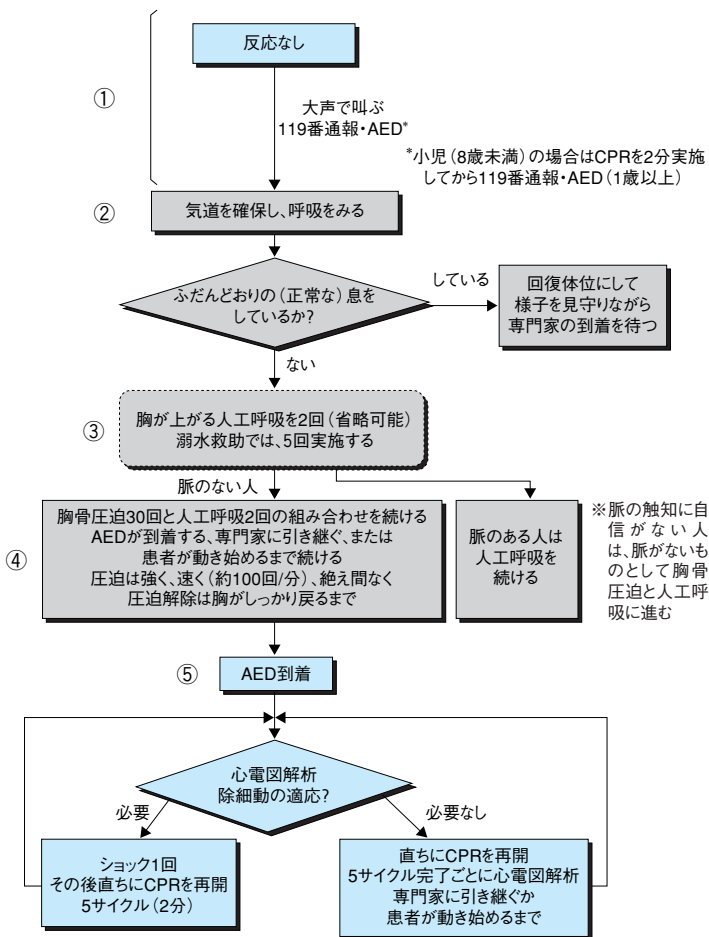 ①
反応なし
大声で叫ぶ
119番通報・AED*
*小児（8歳未満）の場合はCPRを2分実施
してから119番通報・AED（1歳以上）
②
気道を確保し、呼吸をみる
ふだんどおりの（正常な）息を
しているか？
している
回復体位にして
様子を見守りながら
専門家の到着を待つ
ない
③
胸が上がる人工呼吸を2回（省略可能）
溺水救助では、5回実施する
脈のない人
④
胸骨圧迫30回と人工呼吸2回の組み合わせを続ける
AEDが到着する、専門家に引き継ぐ、または
患者が動き始めるまで続ける
圧迫は強く、速く（約100回/分）、絶え間なく
圧迫解除は胸がしっかり戻るまで
脈のある人は
人工呼吸を
続ける
※脈の触知に自
信がない人
は、脈がないも
のとして胸骨
圧迫と人工呼
吸に進む
⑤
AED到着
心電図解析
除細動の適応？
必要
必要なし
ショック1回
その後直ちにCPRを再開
5サイクル（2分）
直ちにCPRを再開
5サイクル完了ごとに心電図解析
専門家に引き継ぐか
患者が動き始めるまで